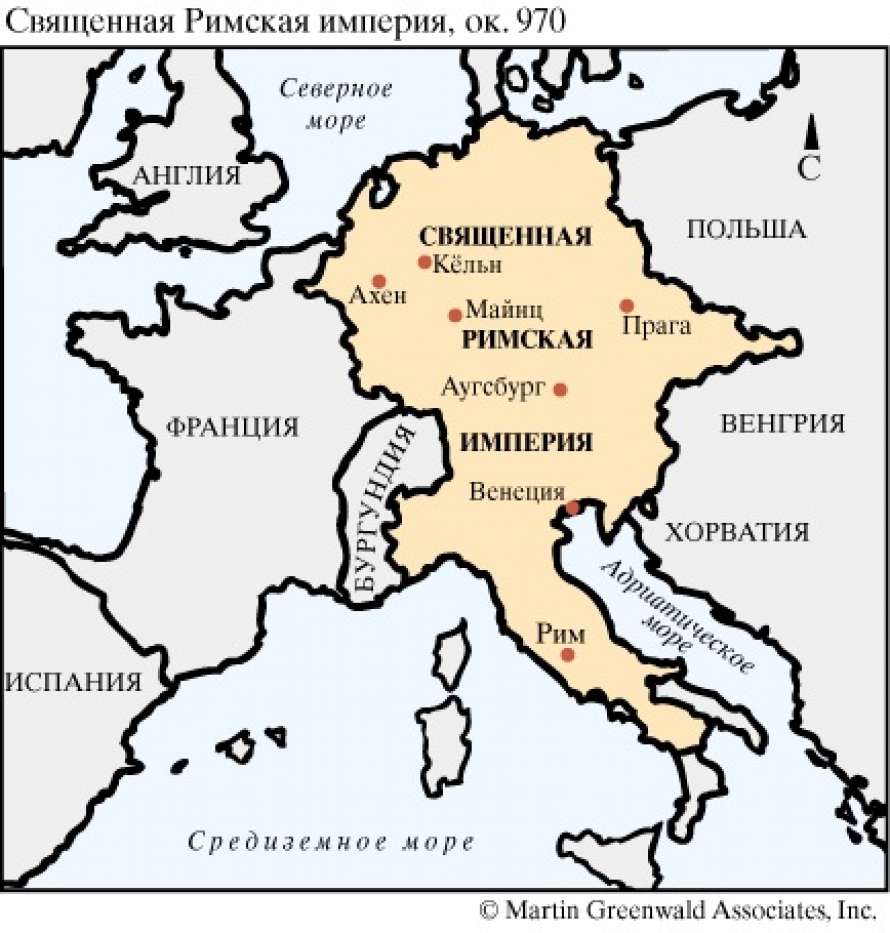 Священная Римская империя, ок. 970
Северное
море
С
АНГЛИЯ
ПОЛЬША
СВЯЩЕННАЯ
Кёльн
Ахен
Майнц
Прага
РИМСКАЯ
Аугсбург
ФРАНЦИЯ
БУРГУНДИЯ
ИМПЕРИЯ
ВЕНГРИЯ
Венеция
ХОРВАТИЯ
Адриатическое
море
Рим
ИСПАНИЯ
Средиземное море
© Martin Greenwald Associates, Inc.